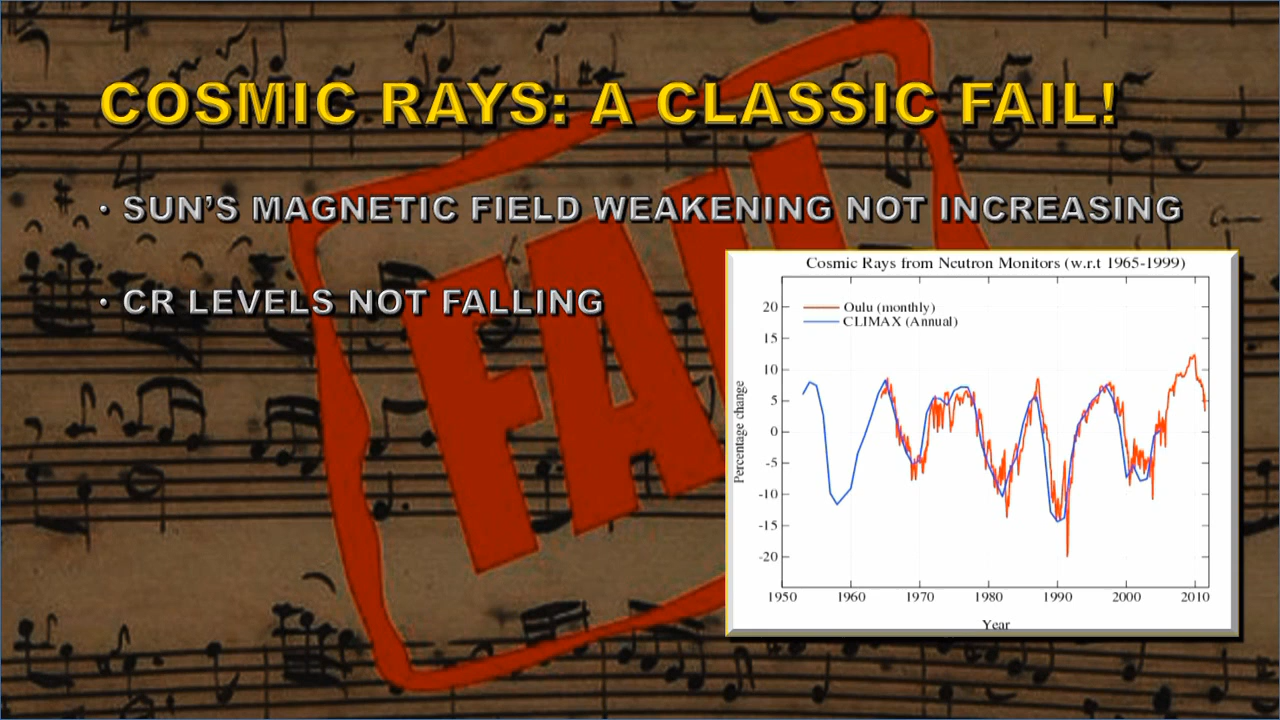 COSMIC RAYS: A CLASSIC FAIL!
• SUN'S MAGNETIC FIELD WEAKENING NOT INCREASING
• CR LEVELS NOT FALLING
FAIL
Cosmic Rays from Neutron Monitors (w.r.t 1965-1999)
Oulu (monthly)
CLIMAX (Annual)
Percentage change
20
15
10
5
0
-5
-10
-15
-20
1950 1960 1970 1980 1990 2000 2010
Year